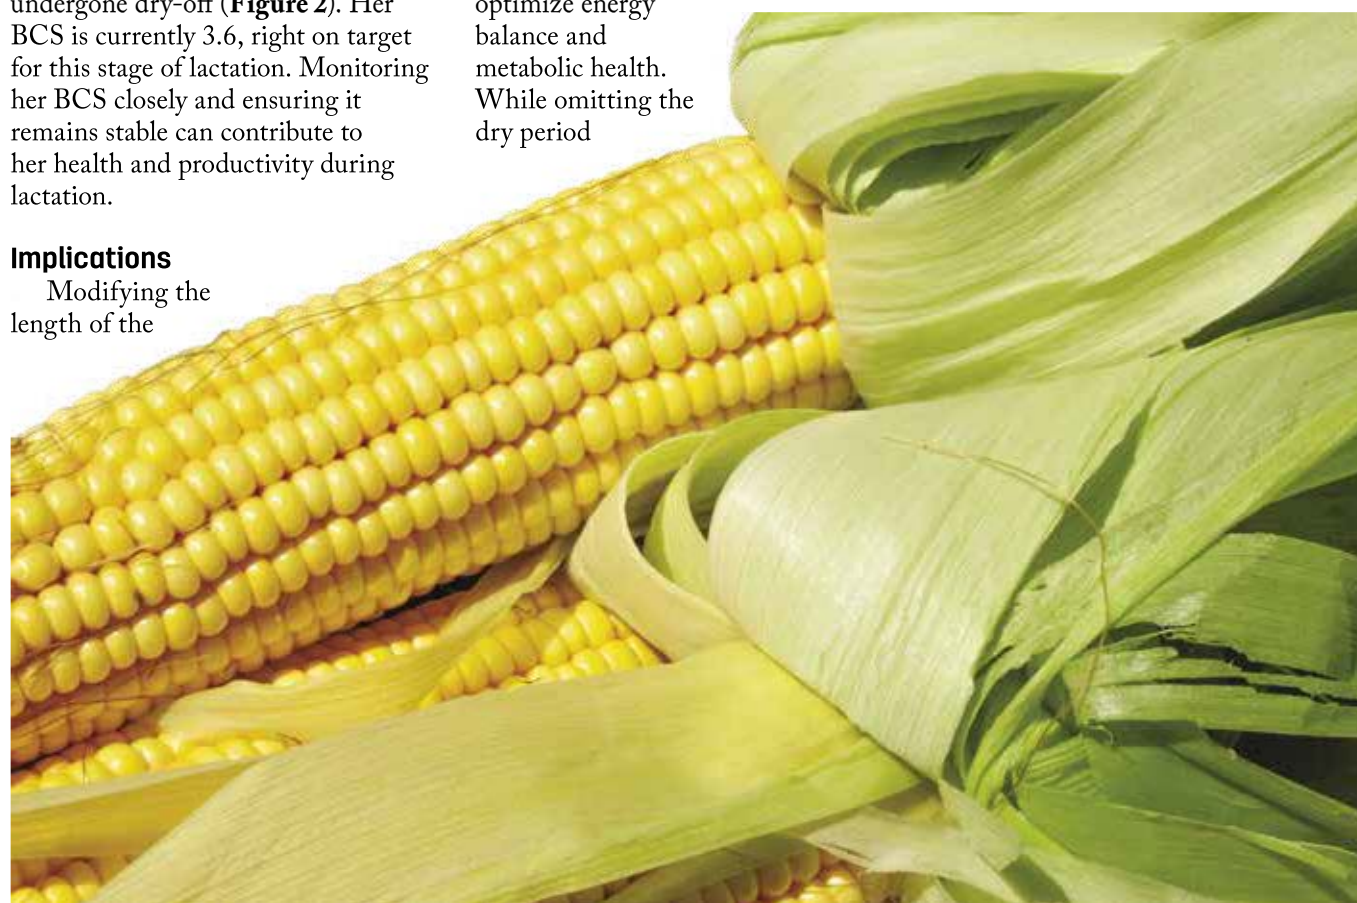 undergone dry-off (Figure 2). Her
BCS is currently 3.6, right on target
for this stage of lactation. Monitoring
her BCS closely and ensuring it
remains stable can contribute to
her health and productivity during
lactation.
Implications
Modifying the
length of the
optimize energy
balance and
metabolic health.
While omitting the
dry period